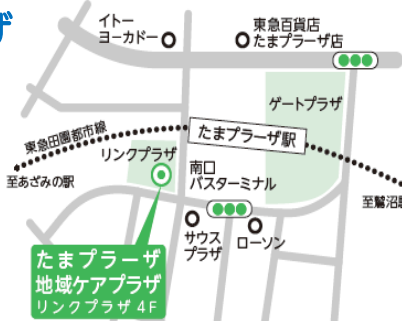 ザ
イトー
ヨーカドー
東急百貨店
たまプラーザ店
ゲートプラザ
東急田園都市線
たまプラーザ駅
リンクプラザ
南口
バスターミナル
至あざみの駅
至鷺沼駅
サウス
プラザ
ローソン
たまプラーザ
地域ケアプラザ
リンクプラザ 4F